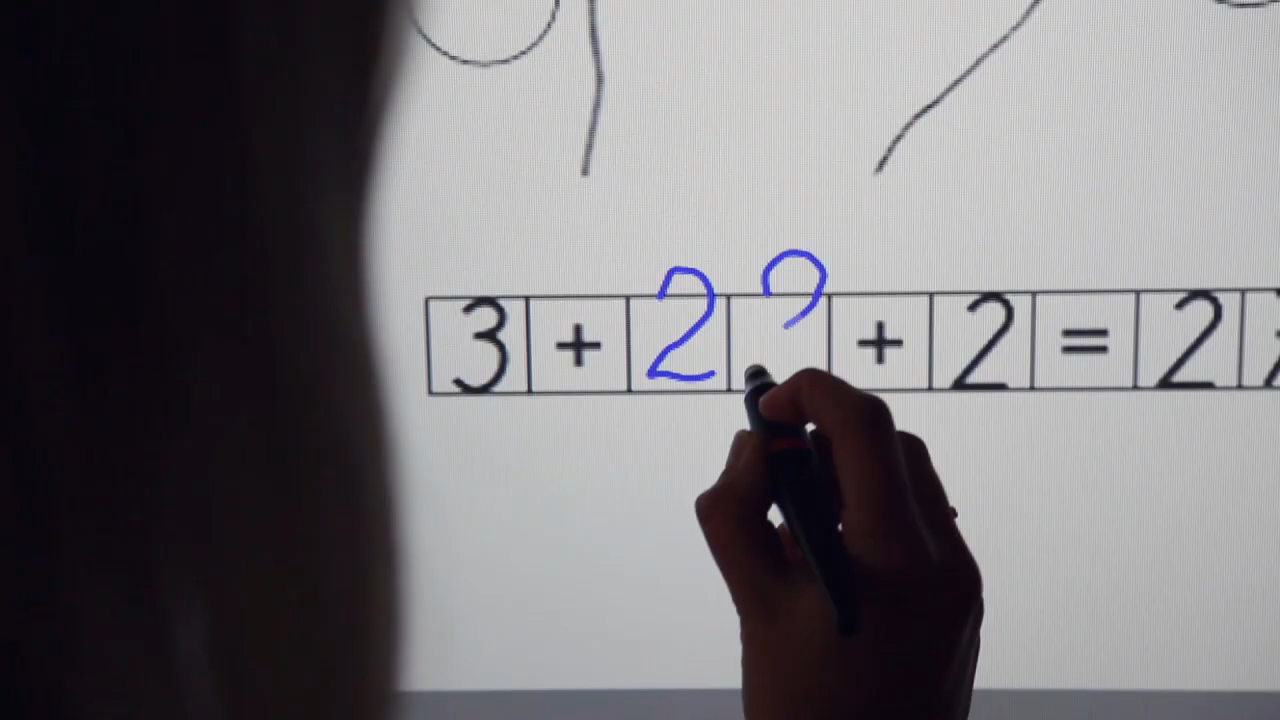 3 + 2 + 2 = 2